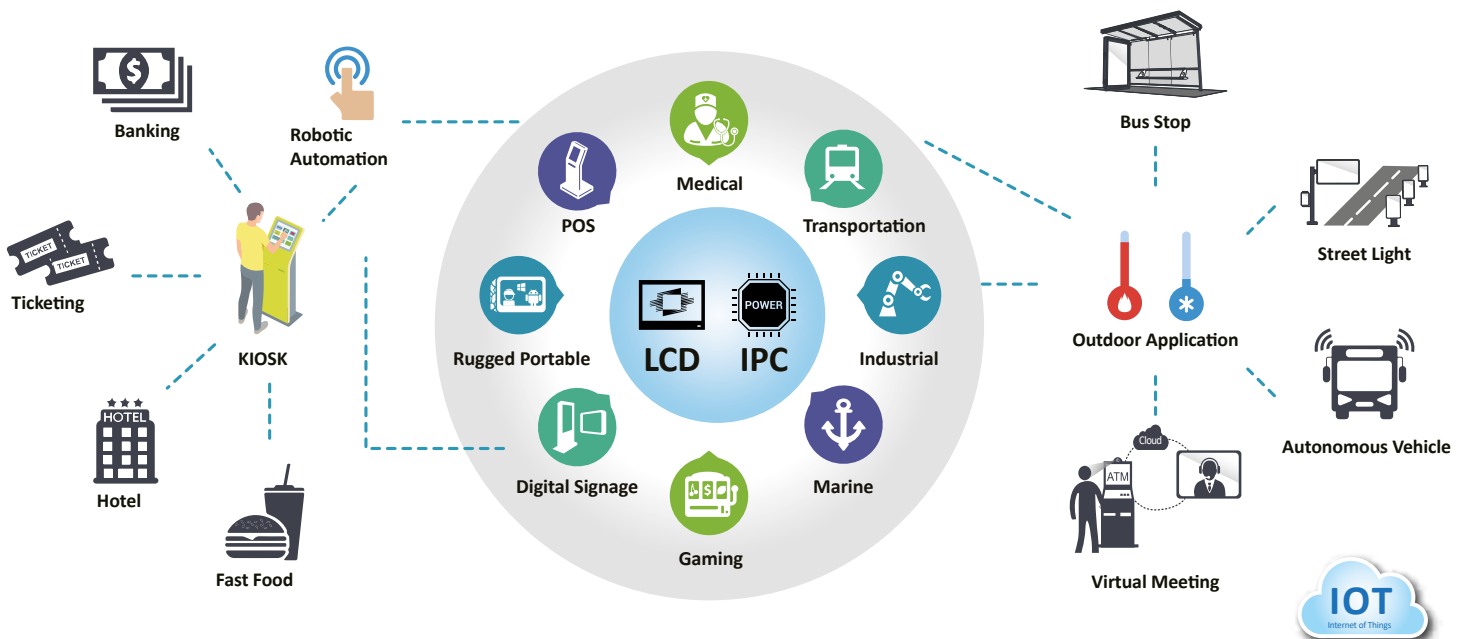 Banking
Robotic
Automation
TICKET
TICKET
Ticketing
KIOSK
HOTEL
Hotel
Fast Food
Medical
POS
Transportation
Rugged Portable
POWER
LCD
IPC
Industrial
Digital Signage
Marine
Gaming
Bus Stop
Street Light
Outdoor Application
Autonomous Vehicle
Cloud
ATM
Virtual Meeting
IOT
Internet of Things